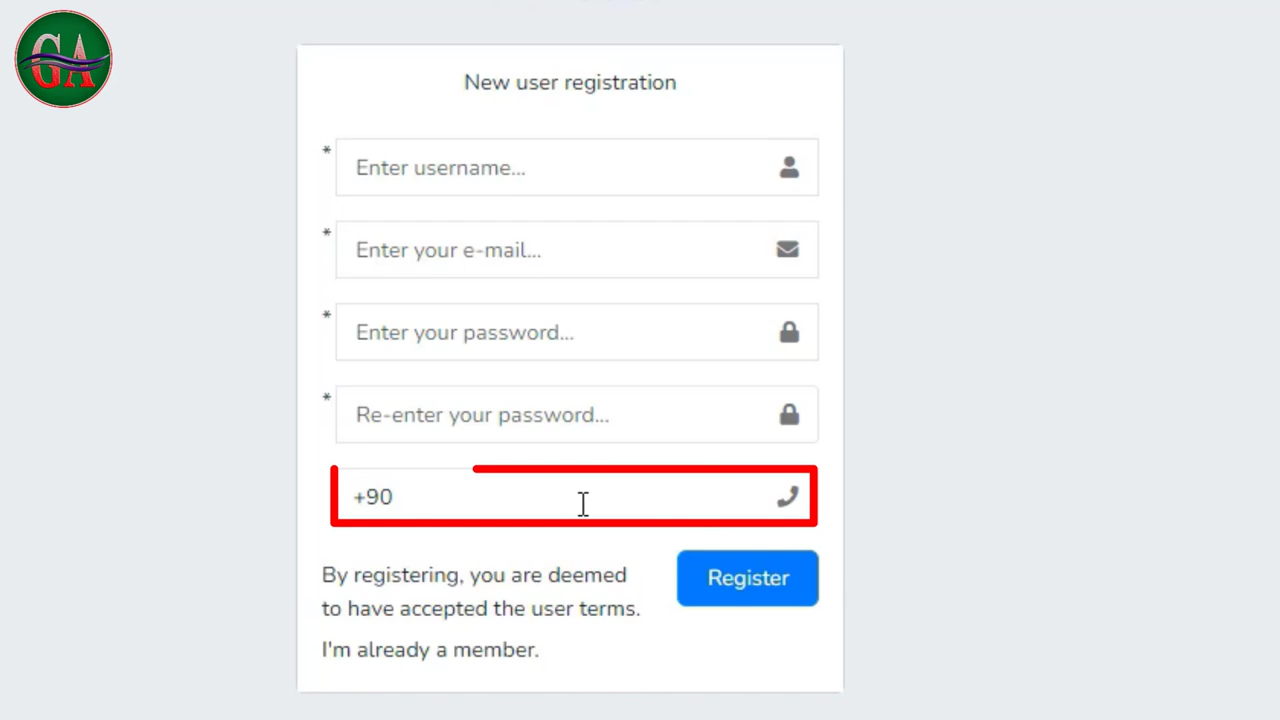 GA
New user registration
* Enter username...
* Enter your e-mail...
* Enter your password...
* Re-enter your password...
+90
By registering, you are deemed
to have accepted the user terms.
Register
I'm already a member.